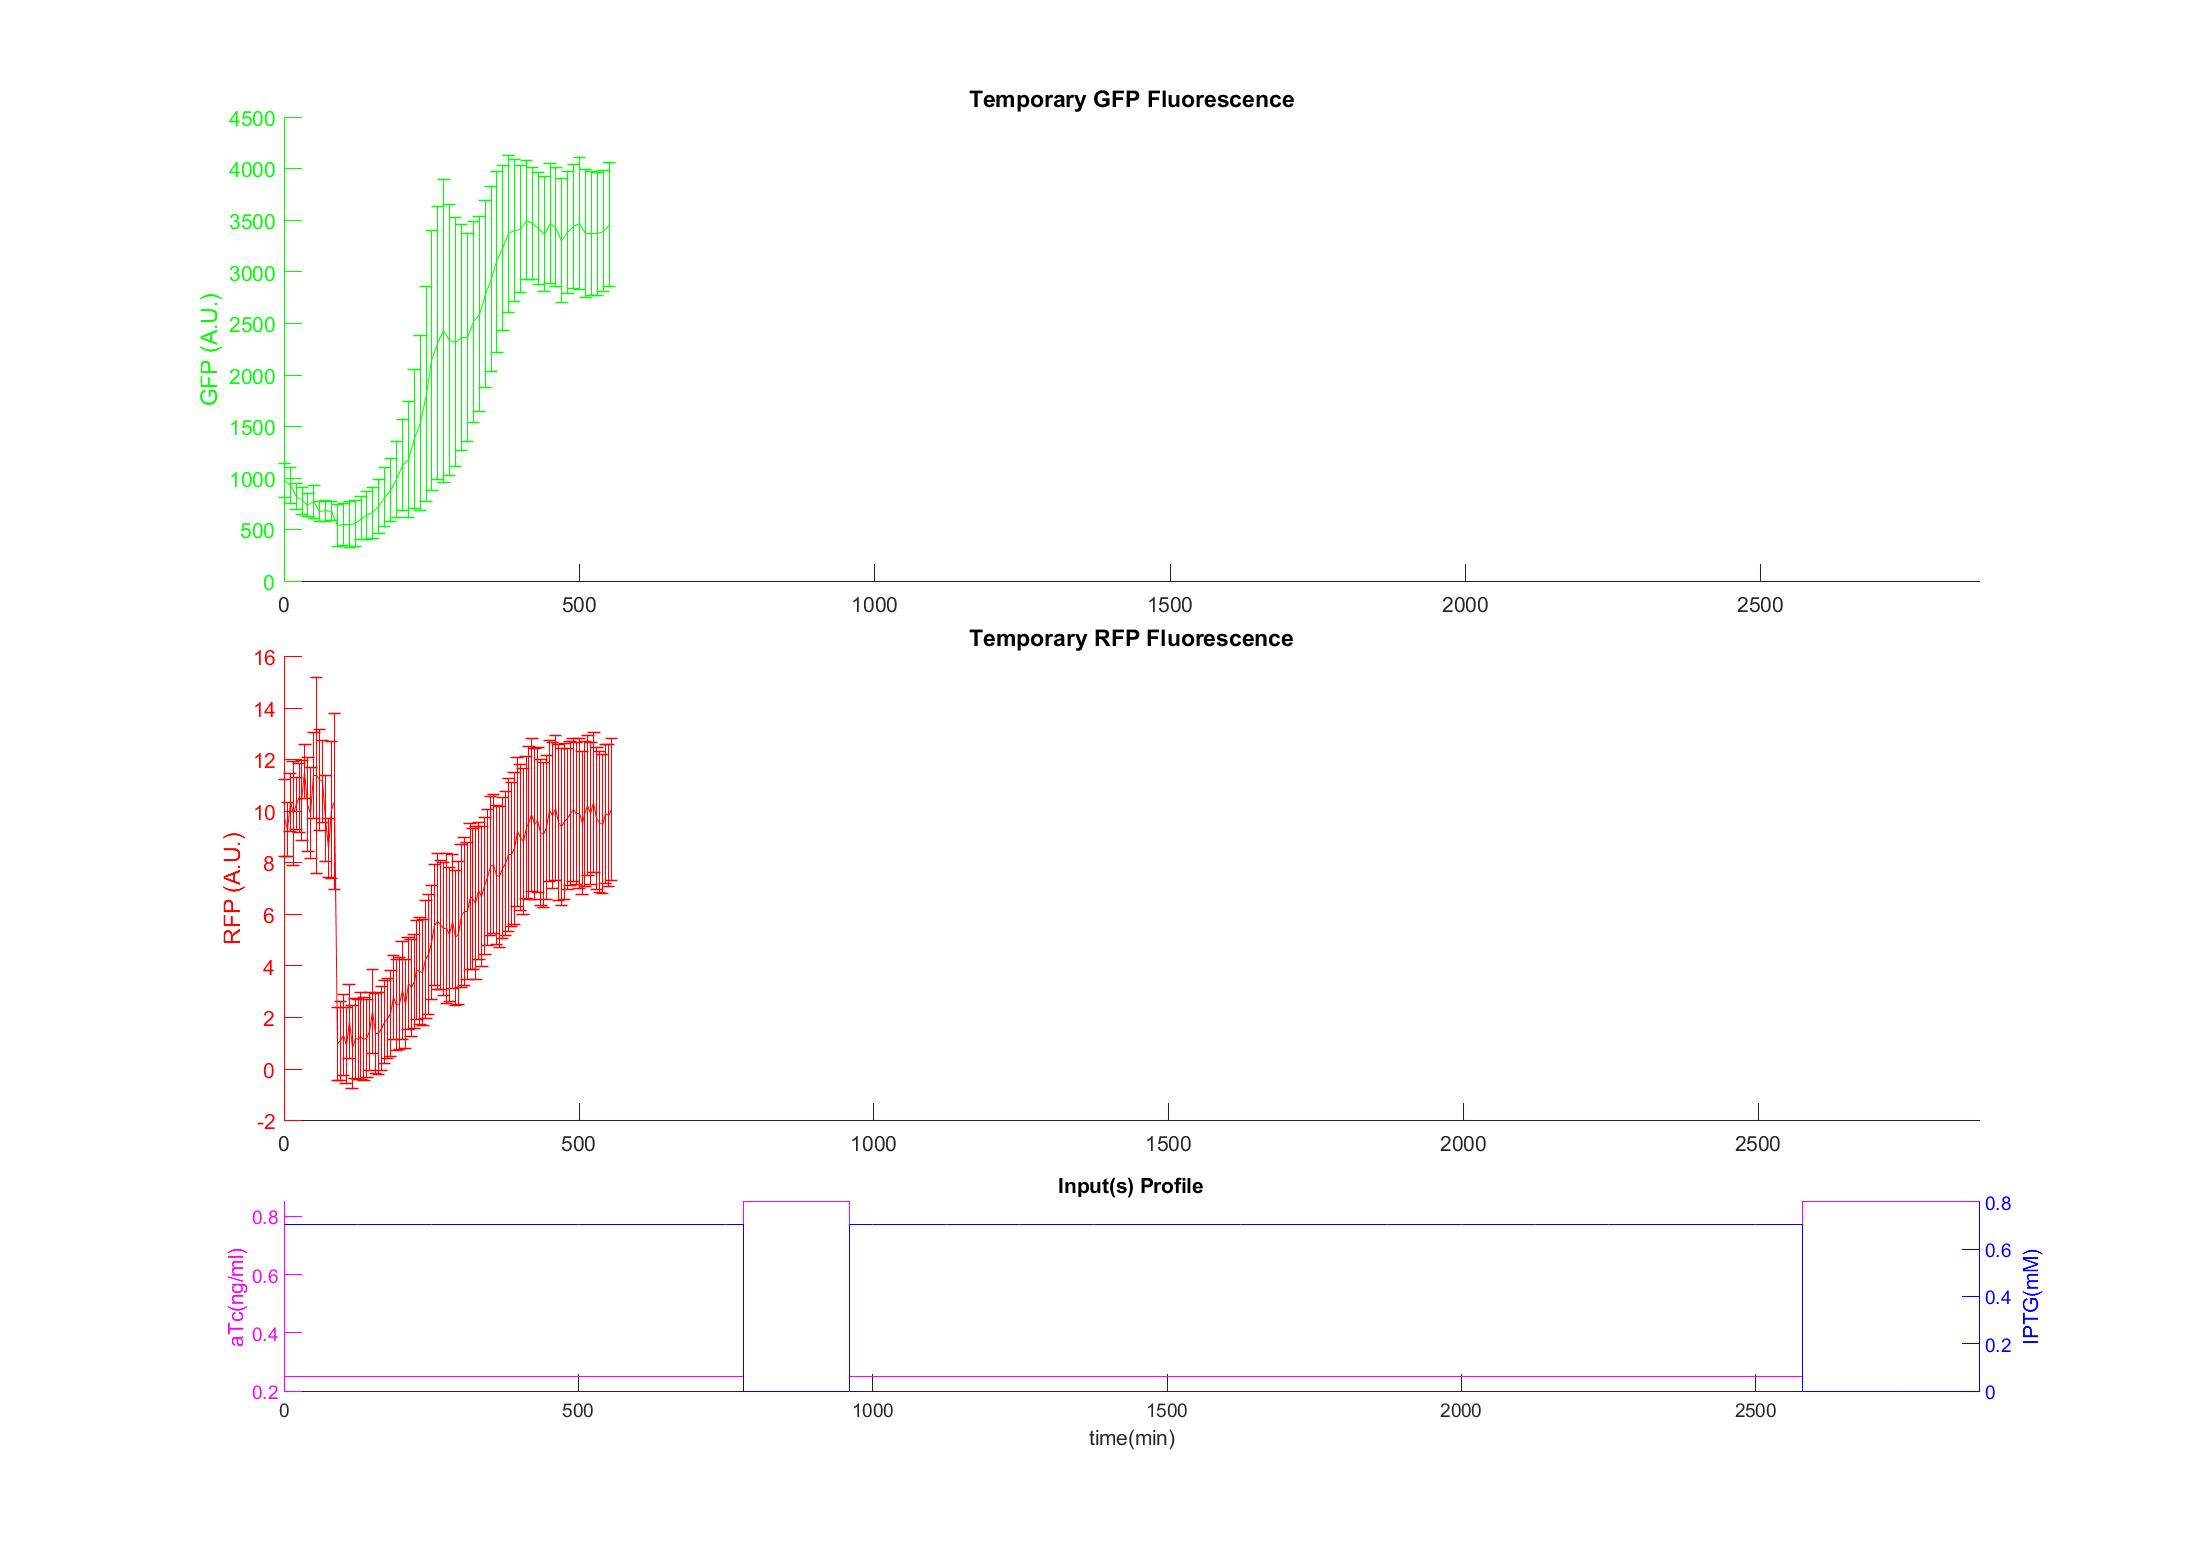 Temporary GFP Fluorescence
4500
4000
3500
3000
2500
2000
1500
1000
500
0
GFP (A.U.)
0 500 1000 1500 2000 2500
Temporary RFP Fluorescence
16
14
12
10
8
6
4
2
0
-2
RFP (A.U.)
0 500 1000 1500 2000 2500
Input(s) Profile
0.8
0.6
0.4
0.2
aTc(ng/ml)
0.8
0.6
0.4
0.2
0
IPTG(mM)
0 500 1000 1500 2000 2500
time(min)